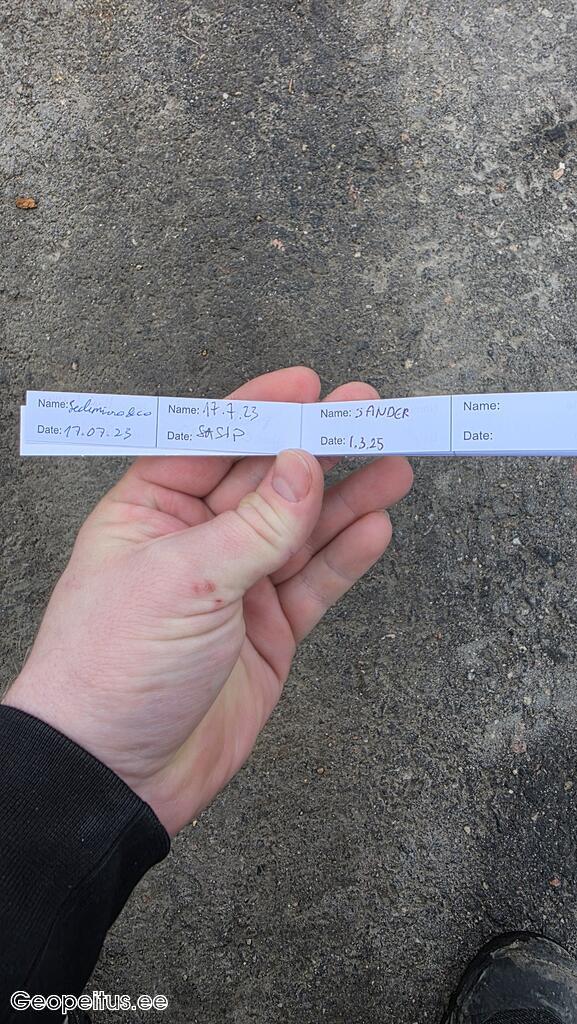 Name:
Date: 17.07.23
Name: 17.7.23
Date: SASIP
Name: SANDER
Date: 1.3.25
Name:
Date:
Geopeitus.ee